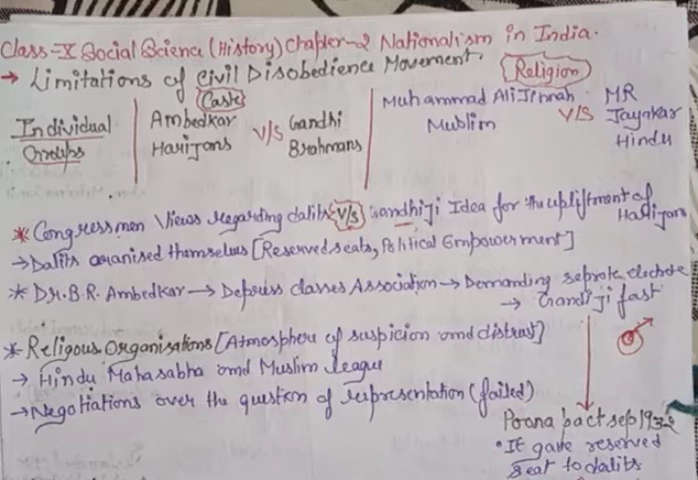 Class-X Social Science (History) Chapter-2 Nationalism in India.
→ Limitations of Civil Disobedience Movement.
Individual
Groups
Caste
Ambedkar V/S Gandhi
Harijans Brahmans
Religion
Muhammad Ali Jinnah V/S MR Jayakar
Muslim Hindu
* Congressmen Views regarding dalits V/S Gandhiji Idea for the upliftment of Harijans
→ Dalits oranised themselves [Reserved seats, Political Empowerment]
* Dr. B.R. Ambedkar → Depress classes Association → Demanding seprate electorate
→ Gandiji fast
* Religous Organisations [Atmosphere of suspicion and distrust]
→ Hindu Mahasabha and Muslim league
→ Negotiations over the question of representation (failed)
Poona pact sep 1932
• It gave reserved
seat to dalits